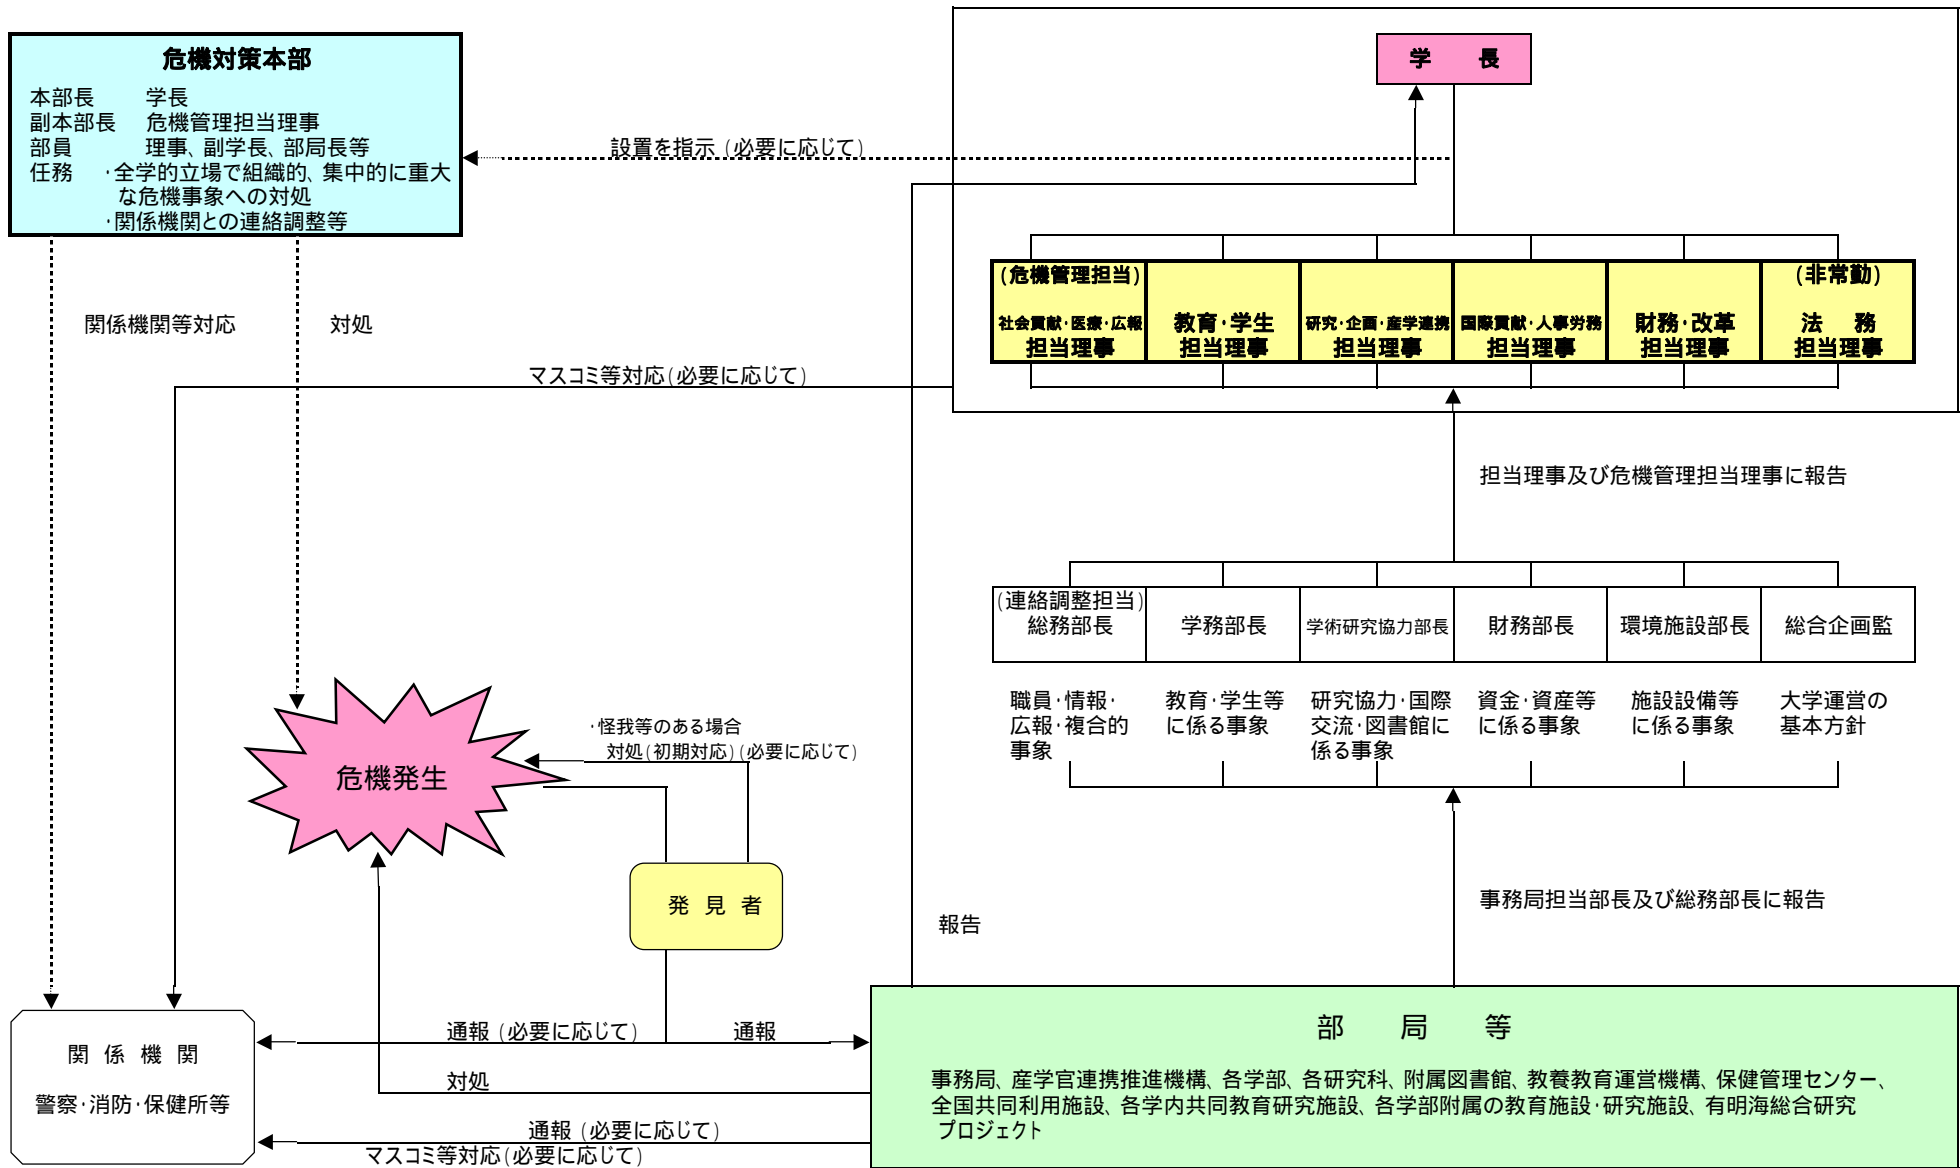 危機対策本部
本部長　　学長
副本部長　危機管理担当理事
部員　　　理事、副学長、部局長等
任務　・全学的立場で組織的、集中的に重大
な危機事象への対処
・関係機関との連絡調整等
学　長
設置を指示（必要に応じて）
（危機管理担当）
社会貢献・医療・広報
担当理事
教育・学生
担当理事
研究・企画・産学連携
担当理事
国際貢献・人事労務
担当理事
財務・改革
担当理事
（非常勤）
法　務
担当理事
関係機関等対応
対処
マスコミ等対応（必要に応じて）
担当理事及び危機管理担当理事に報告
（連絡調整担当）
総務部長
学務部長
学術研究協力部長
財務部長
環境施設部長
総合企画監
職員・情報・
広報・複合的
事象
教育・学生等
に係る事象
研究協力・国際
交流・図書館に
係る事象
資金・資産等
に係る事象
施設設備等
に係る事象
大学運営の
基本方針
・怪我等のある場合
対処（初期対応）（必要に応じて）
危機発生
発 見 者
事務局担当部長及び総務部長に報告
報告
関 係 機 関
警察・消防・保健所等
通報（必要に応じて）
通報
対処
通報（必要に応じて）
マスコミ等対応（必要に応じて）
部　局　等
事務局、産学官連携推進機構、各学部、各研究科、附属図書館、教養教育運営機構、保健管理センター、
全国共同利用施設、各学内共同教育研究施設、各学部附属の教育施設・研究施設、有明海総合研究
プロジェクト